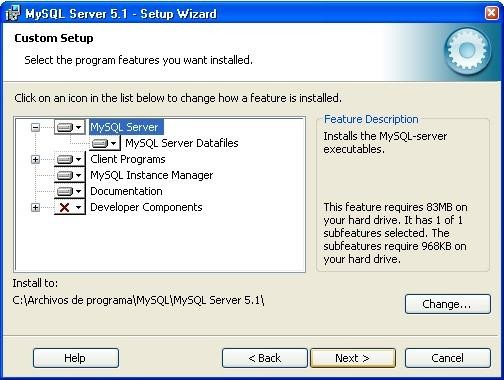 MySQL Server 5.1 - Setup Wizard
Custom Setup
Select the program features you want installed.
Click on an icon in the list below to change how a feature is installed.
MySQL Server
MySQL Server Datafiles
Client Programs
MySQL Instance Manager
Documentation
Developer Components
Feature Description
Installs the MySQL-server
executables.
This feature requires 83MB on
your hard drive. It has 1 of 1
subfeatures selected. The
subfeatures require 968KB on
your hard drive.
Install to:
C:\Archivos de programa\MySQL\MySQL Server 5.1\
Change...
Help
< Back
Next >
Cancel